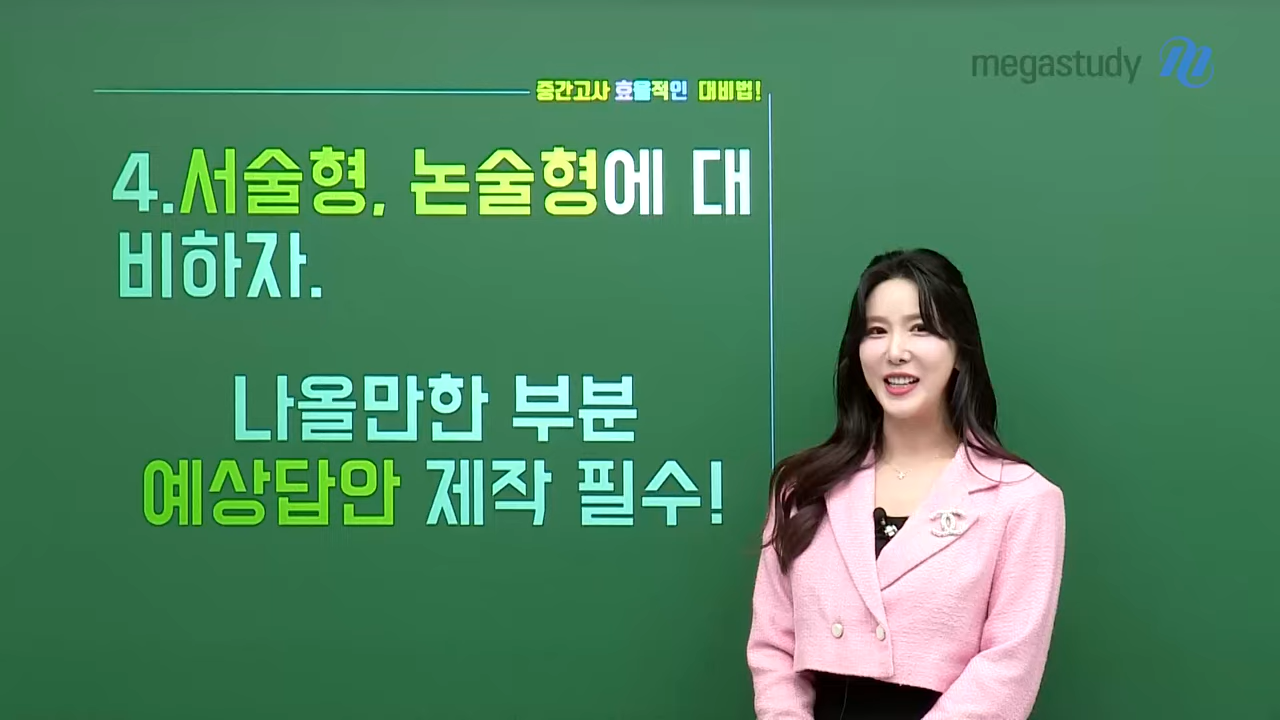 megastudy
중간고사 효율적인 대비법!
4.서술형, 논술형에 대
비하자.
나올만한 부분
예상답안 제작 필수!